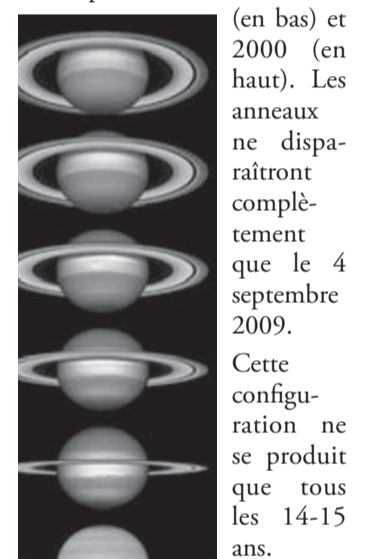 (en bas) et
2000 (en
haut). Les
anneaux
ne dispa-
raîtront
complè-
tement
que le 4
septembre
2009.
Cette
configu-
ration ne
se produit
que tous
les 14-15
ans.